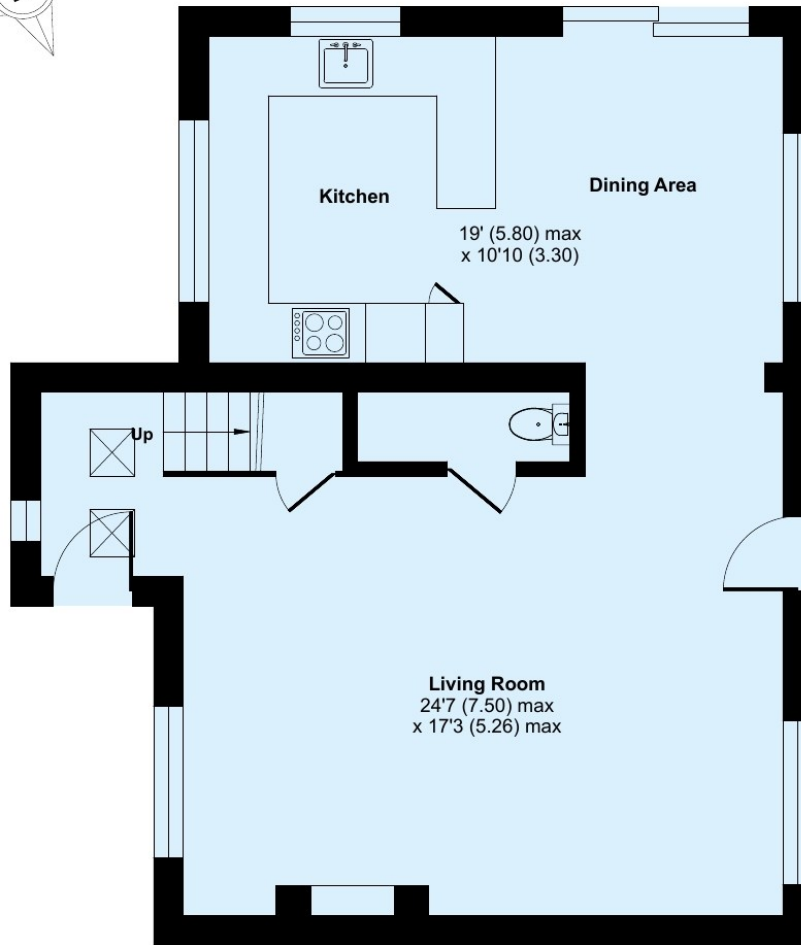 Kitchen
Dining Area
19' (5.80) max
x 10'10 (3.30)
Up
Living Room
24'7 (7.50) max
x 17'3 (5.26) max